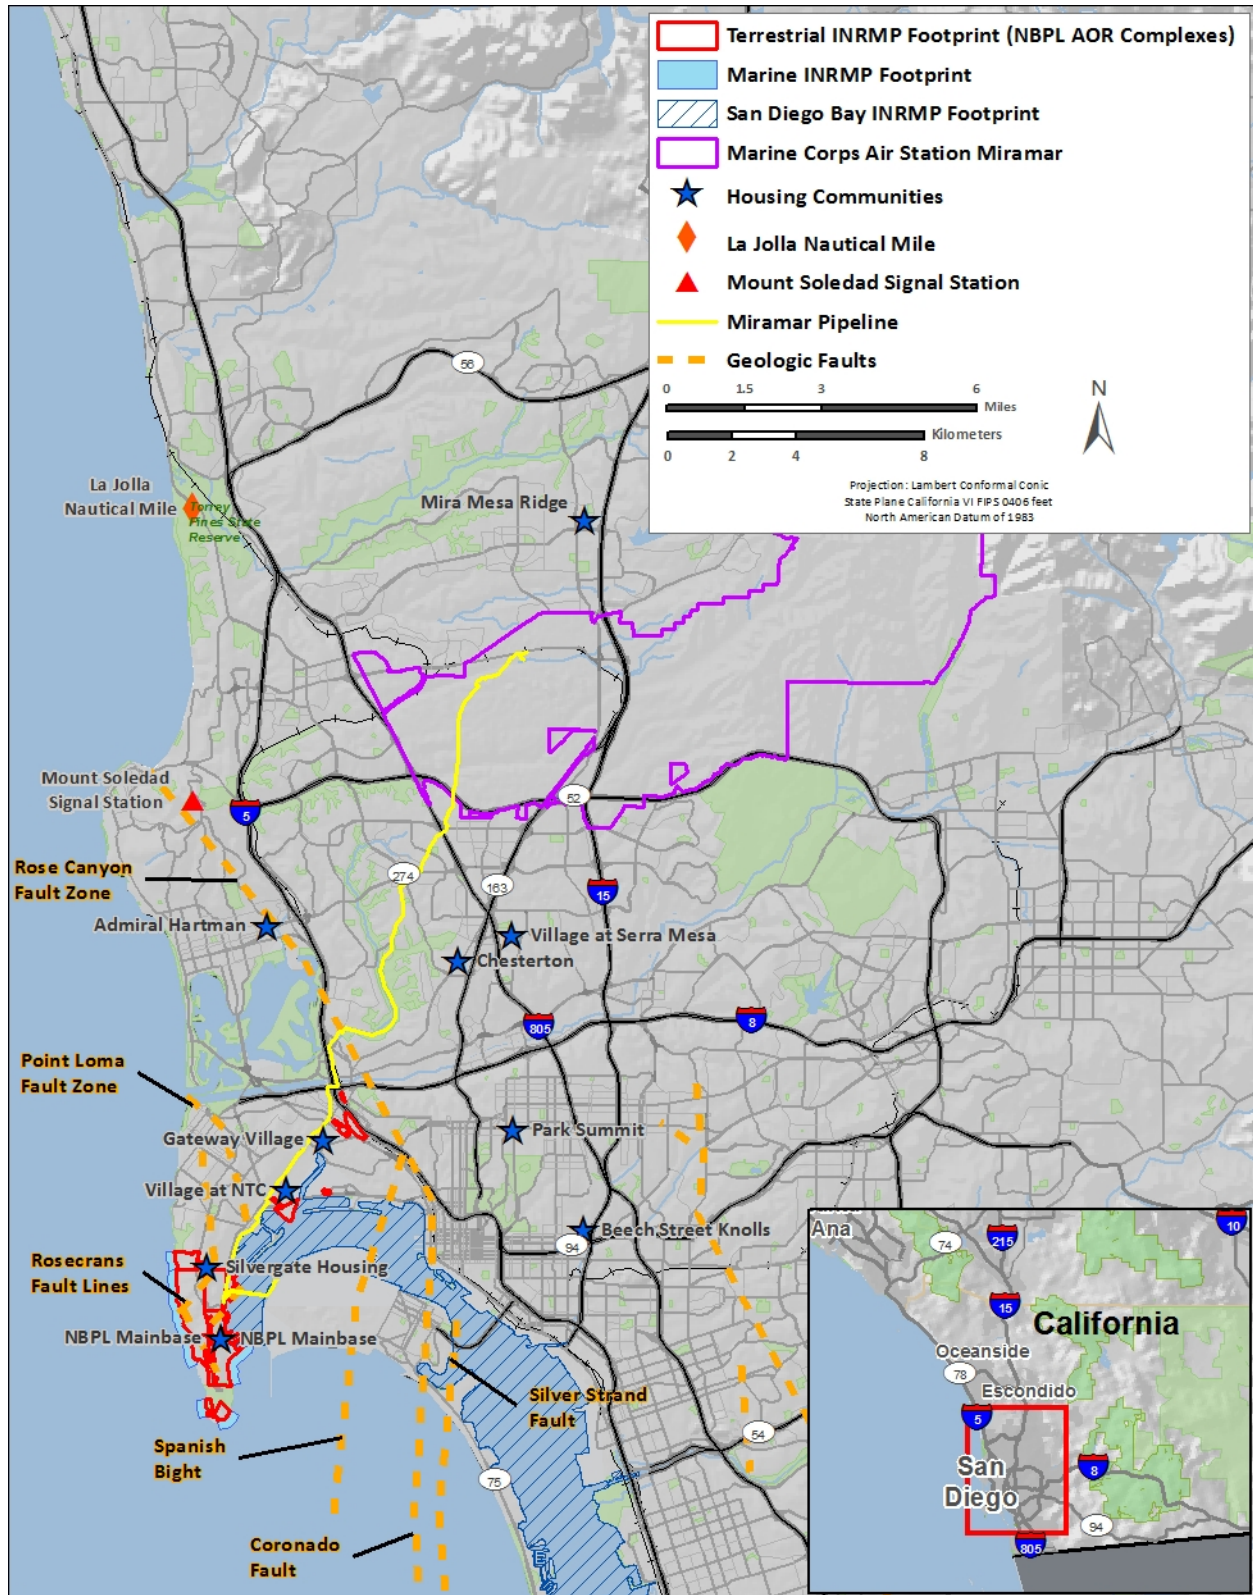 Terrestrial INRMP Footprint (NBPL AOR Complexes)
Marine INRMP Footprint
San Diego Bay INRMP Footprint
Marine Corps Air Station Miramar
Housing Communities
La Jolla Nautical Mile
Mount Soledad Signal Station
Miramar Pipeline
Geologic Faults
0 1.5 3 6
Miles
Kilometers
0 2 4 8
N
Projection: Lambert Conformal Conic
State Plane California VI FIPS 0406 feet
North American Datum of 1983
56
La Jolla
Nautical Mile
Torrey
Pines State
Reserve
Mira Mesa Ridge
Mount Soledad
Signal Station
5
52
Rose Canyon
Fault Zone
274
163
15
Admiral Hartman
Village at Serra Mesa
Chesterton
805
8
Point Loma
Fault Zone
Gateway Village
Park Summit
Village at NTC
Beech Street Knolls
94
Rosecrans
Fault Lines
Silvergate Housing
NBPL Mainbase
NBPL Mainbase
Silver Strand
Fault
Spanish
Bight
54
75
Coronado
Fault
Ana
74
215
10
15
California
Oceanside
78
Escondido
5
San
Diego
8
94
805